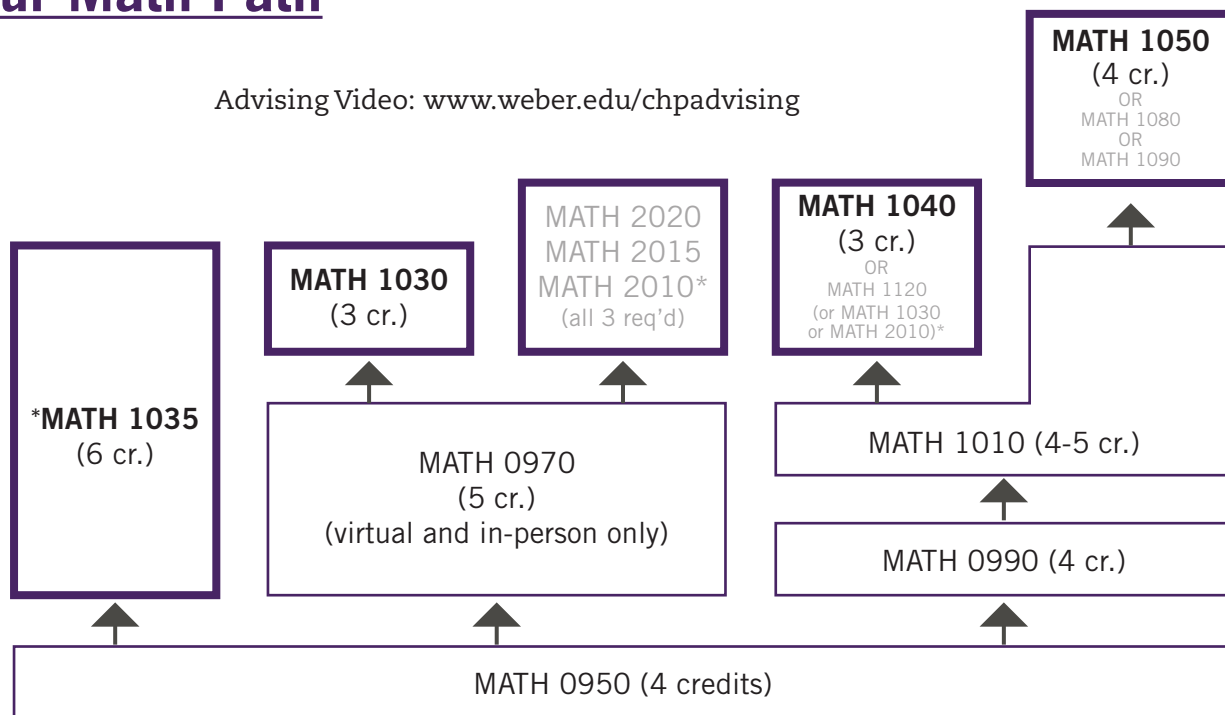 Math Path
Advising Video: www.weber.edu/chpadvising
MATH 1050
(4 cr.)
OR
MATH 1080
OR
MATH 1090
MATH 2020
MATH 2015
MATH 2010*
(all 3 req'd)
MATH 1040
(3 cr.)
OR
MATH 1120
(or MATH 1030
or MATH 2010)*
MATH 1030
(3 cr.)
*MATH 1035
(6 cr.)
MATH 0970
(5 cr.)
(virtual and in-person only)
MATH 1010 (4-5 cr.)
MATH 0990 (4 cr.)
MATH 0950 (4 credits)